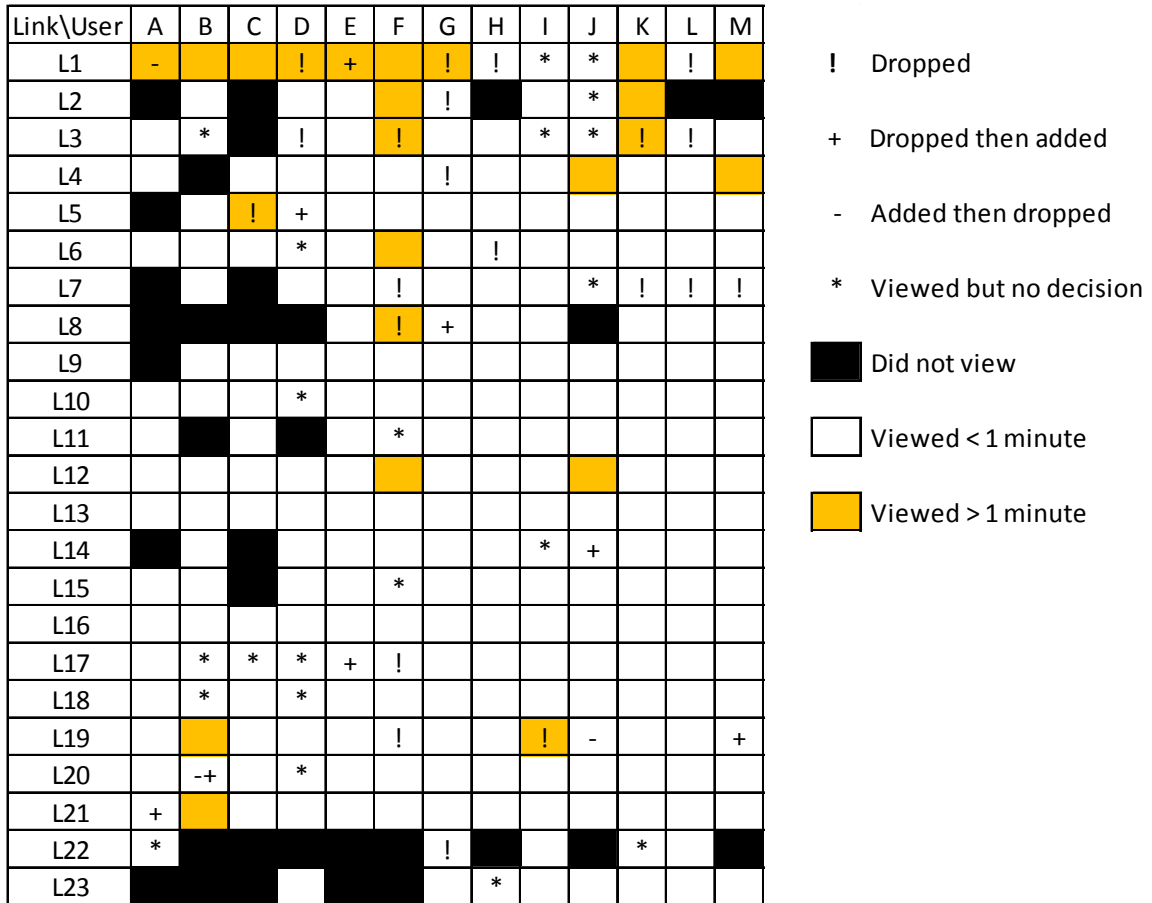 Link\User A B C D E F G H I J K L M
L1 - ! + ! ! * * !
L2 ! *
L3 * ! ! * * ! !
L4 !
L5 ! +
L6 * !
L7 ! * ! ! !
L8 ! +
L9
L10 *
L11 *
L12
L13
L14 * +
L15 *
L16
L17 * * * + !
L18 * *
L19 ! ! - +
L20 -+ *
L21 +
L22 * ! *
L23 *
! Dropped
+ Dropped then added
- Added then dropped
* Viewed but no decision
Did not view
Viewed < 1 minute
Viewed > 1 minute